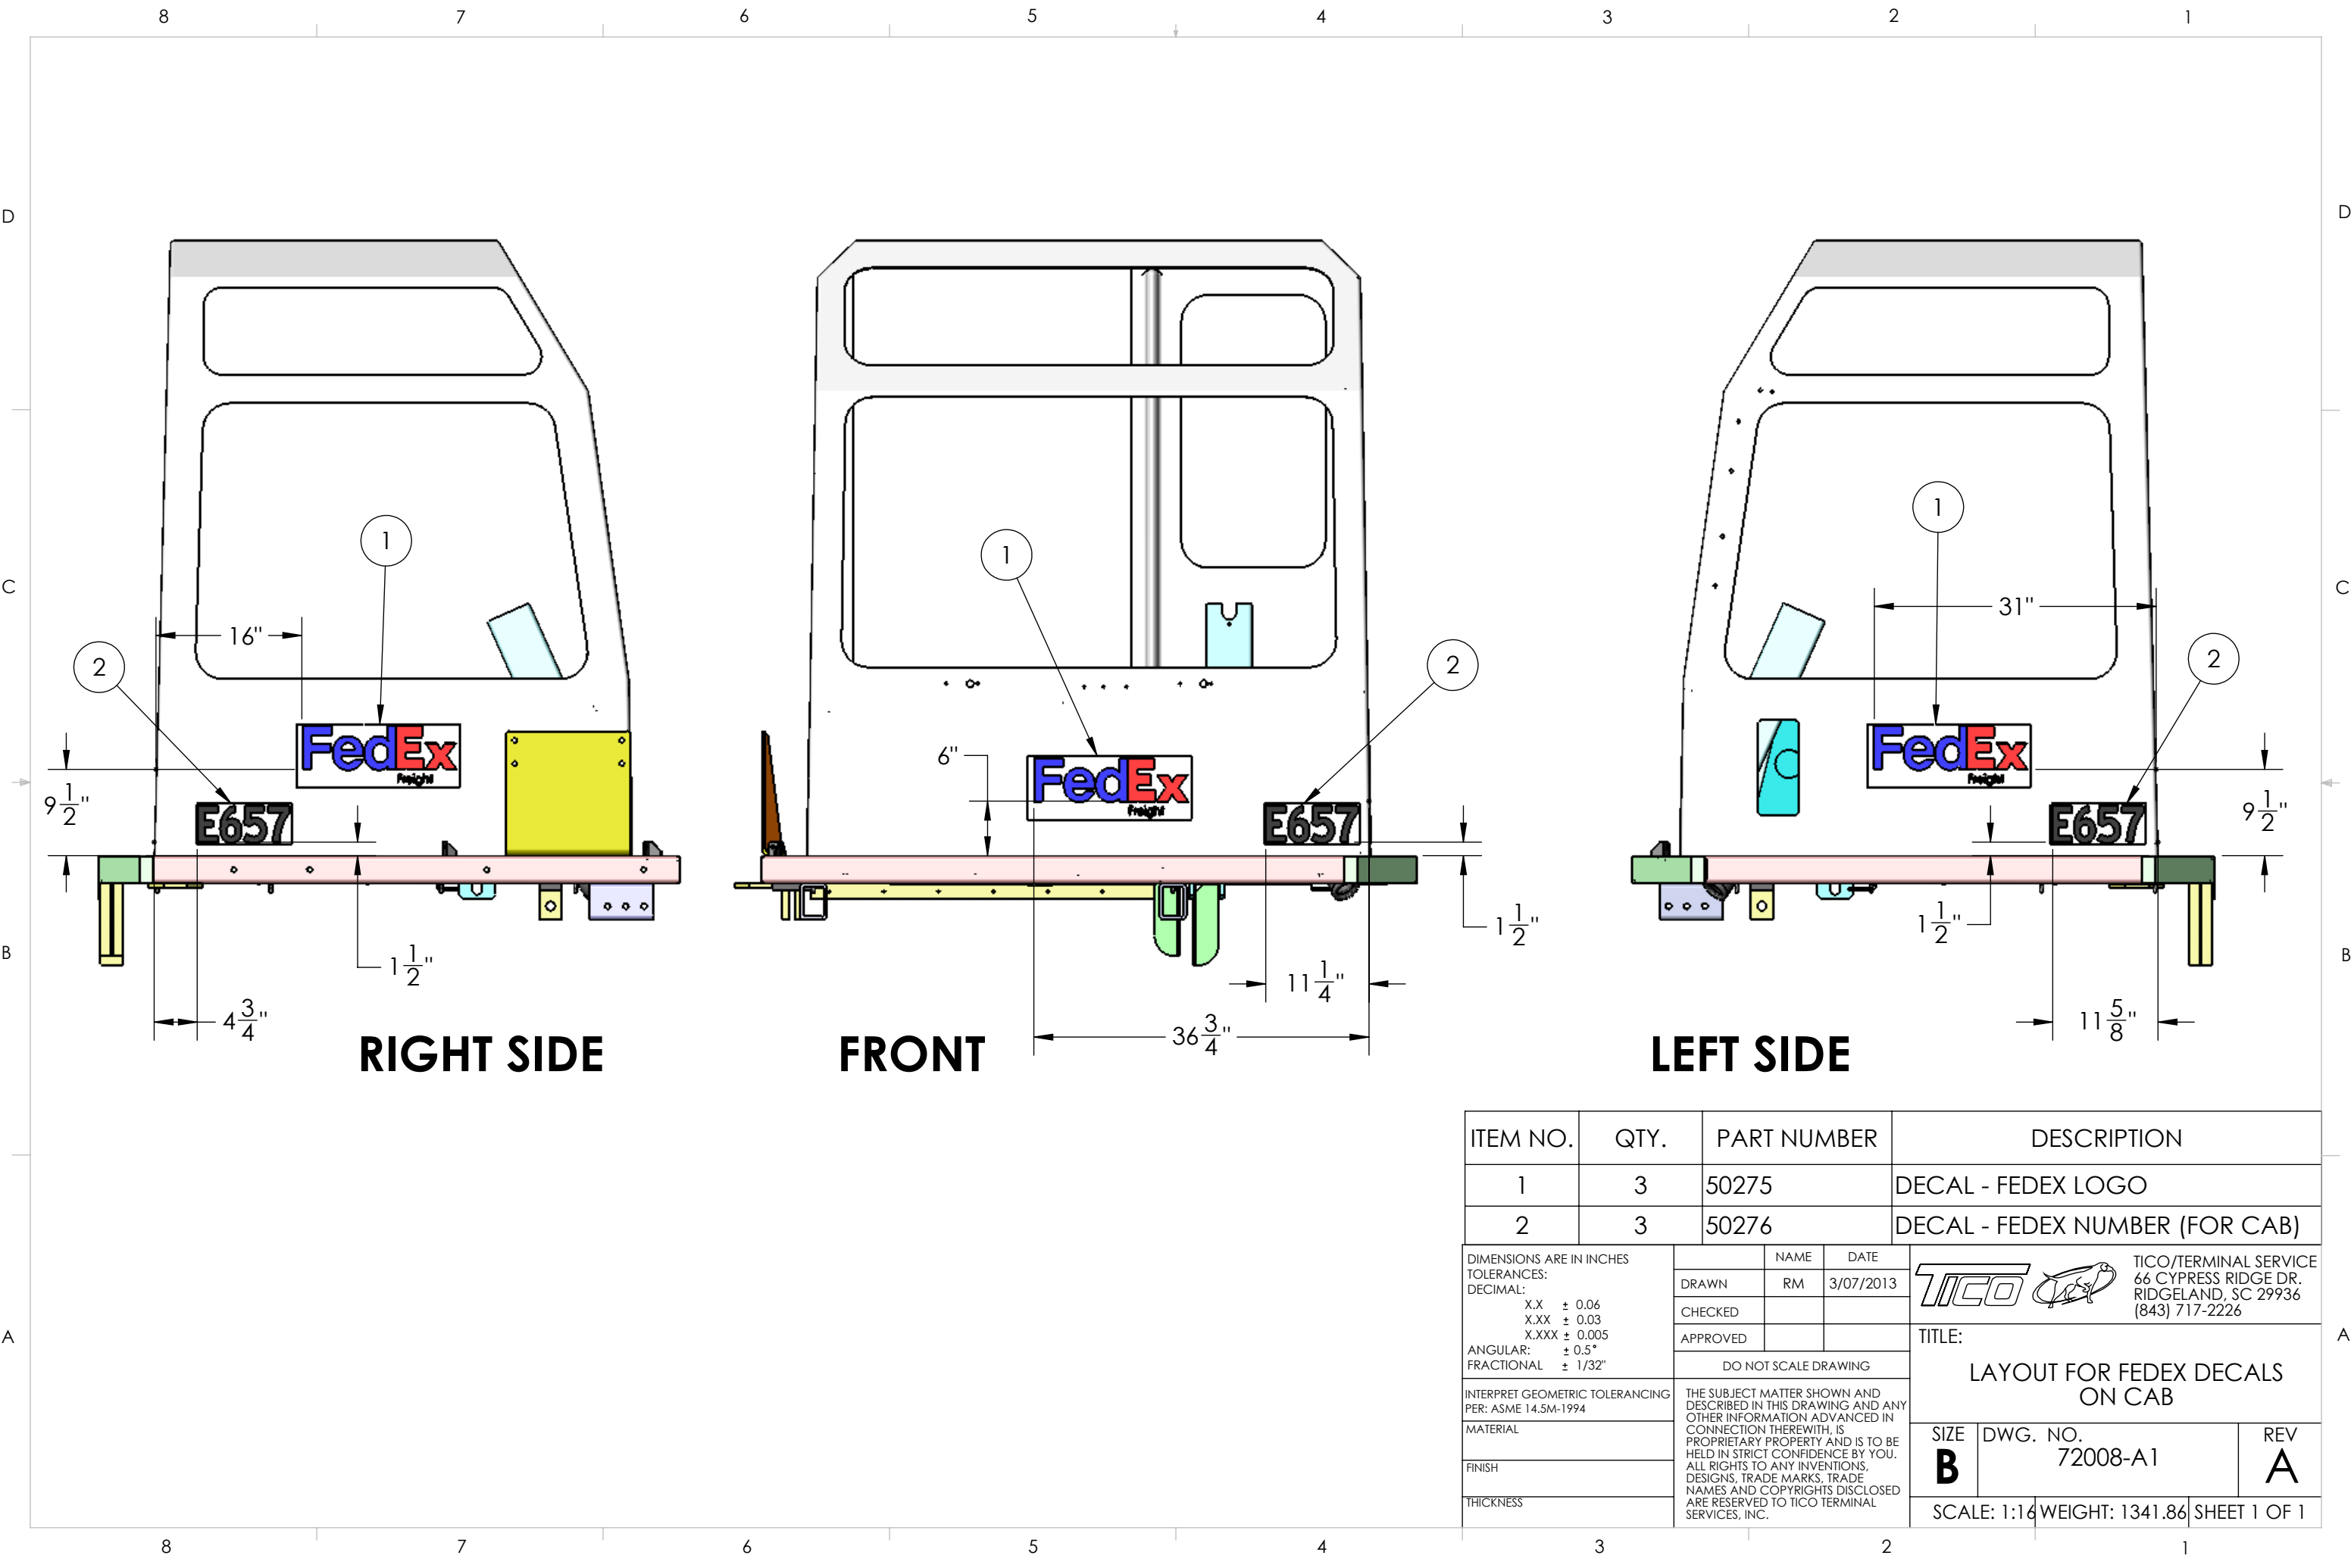 8 7 6 5 4 3 2 1
D D
1
1
1
C C
16"
31"
2
2
2
FedEx
Freight
FedEx
Freight
FedEx
Freight
6"
9 1/2"
9 1/2"
E657
E657
E657
1 1/2"
1 1/2"
1 1/2"
B B
11 1/4"
4 3/4"
36 3/4"
11 5/8"
RIGHT SIDE FRONT LEFT SIDE
ITEM NO. QTY. PART NUMBER DESCRIPTION
1 3 50275 DECAL - FEDEX LOGO
2 3 50276 DECAL - FEDEX NUMBER (FOR CAB)
DIMENSIONS ARE IN INCHES
TOLERANCES:
DECIMAL:
X.X ± 0.06
X.XX ± 0.03
X.XXX ± 0.005
ANGULAR: ± 0.5°
FRACTIONAL ± 1/32"
INTERPRET GEOMETRIC TOLERANCING
PER: ASME 14.5M-1994
MATERIAL
FINISH
THICKNESS
NAME DATE
DRAWN RM 3/07/2013
CHECKED
APPROVED
DO NOT SCALE DRAWING
THE SUBJECT MATTER SHOWN AND
DESCRIBED IN THIS DRAWING AND ANY
OTHER INFORMATION ADVANCED IN
CONNECTION THEREWITH, IS
PROPRIETARY PROPERTY AND IS TO BE
HELD IN STRICT CONFIDENCE BY YOU.
ALL RIGHTS TO ANY INVENTIONS,
DESIGNS, TRADE MARKS, TRADE
NAMES AND COPYRIGHTS DISCLOSED
ARE RESERVED TO TICO TERMINAL
SERVICES, INC.
TICO
TICO/TERMINAL SERVICE
66 CYPRESS RIDGE DR.
RIDGELAND, SC 29936
(843) 717-2226
TITLE:
LAYOUT FOR FEDEX DECALS
ON CAB
SIZE DWG. NO. REV
B 72008-A1 A
SCALE: 1:16 WEIGHT: 1341.86 SHEET 1 OF 1
A A
8 7 6 5 4 3 2 1